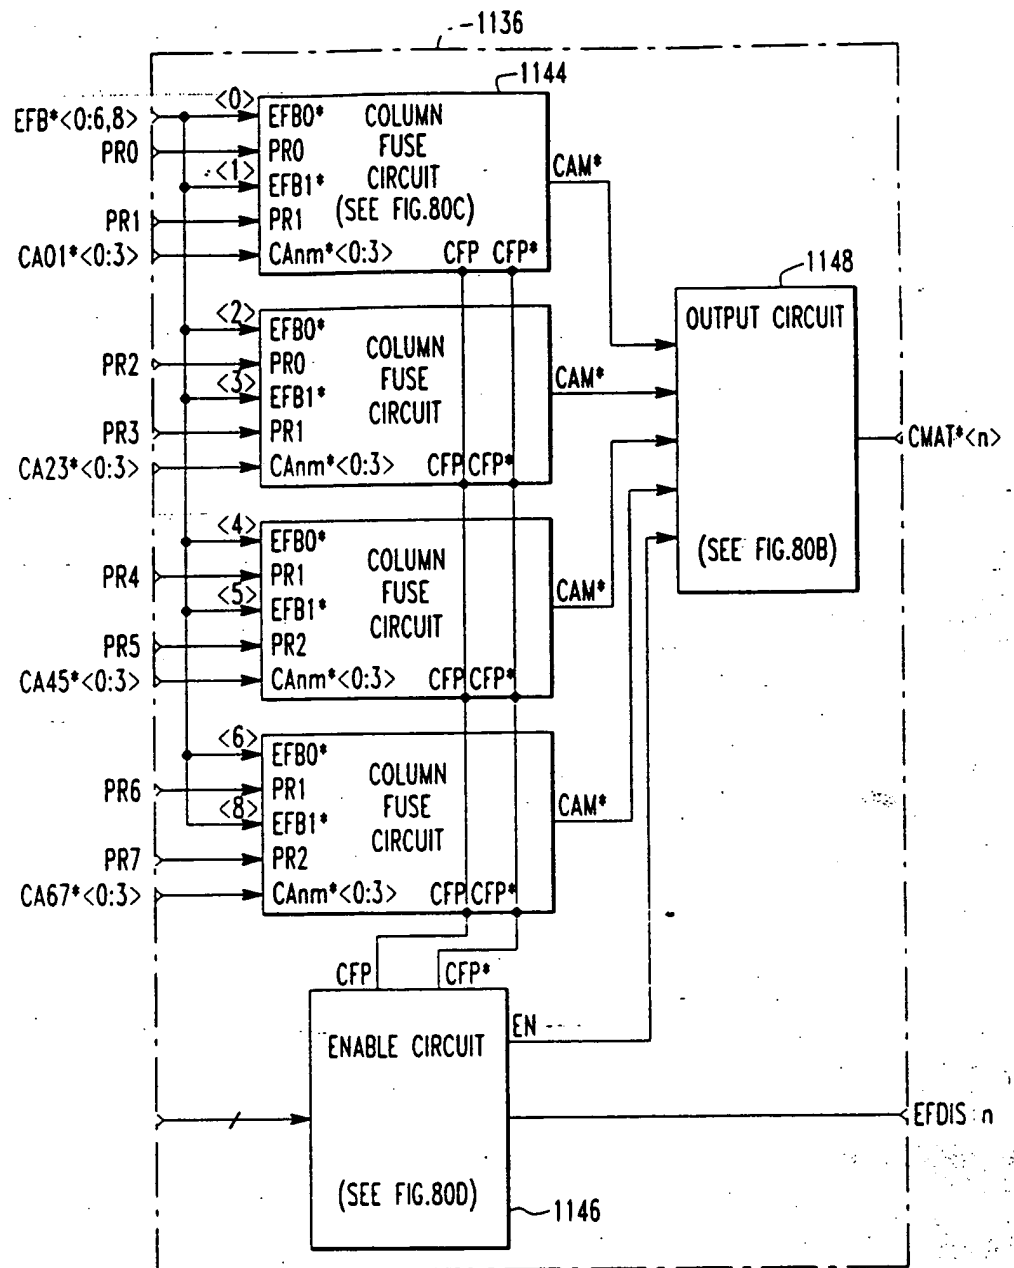 1136
1144
EFB*<0:6,8>
<0>
EFB0*
COLUMN
FUSE
CIRCUIT
(SEE FIG.80C)
PR0
PR0
<1>
EFB1*
PR1
PR1
CA01*<0:3>
CAnm*<0:3>
CFP
CFP*
CAM*
1148
OUTPUT CIRCUIT
(SEE FIG.80B)
CMAT*<n>
<2>
EFB0*
COLUMN
FUSE
CIRCUIT
PR2
PR0
<3>
EFB1*
PR3
PR1
CA23*<0:3>
CAnm*<0:3>
CFP
CFP*
CAM*
<4>
EFB0*
COLUMN
FUSE
CIRCUIT
PR4
PR1
<5>
EFB1*
PR5
PR2
CA45*<0:3>
CAnm*<0:3>
CFP
CFP*
CAM*
<6>
EFB0*
COLUMN
FUSE
CIRCUIT
PR6
PR1
<8>
EFB1*
PR7
PR2
CA67*<0:3>
CAnm*<0:3>
CFP
CFP*
CAM*
CFP
CFP*
EN
ENABLE CIRCUIT
(SEE FIG.80D)
EFDIS n
1146